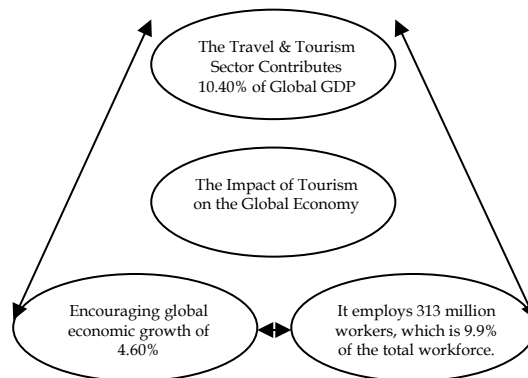 The Travel & Tourism
Sector Contributes
10.40% of Global GDP
The Impact of Tourism
on the Global Economy
Encouraging global
economic growth of
4.60%
It employs 313 million
workers, which is 9.9%
of the total workforce.